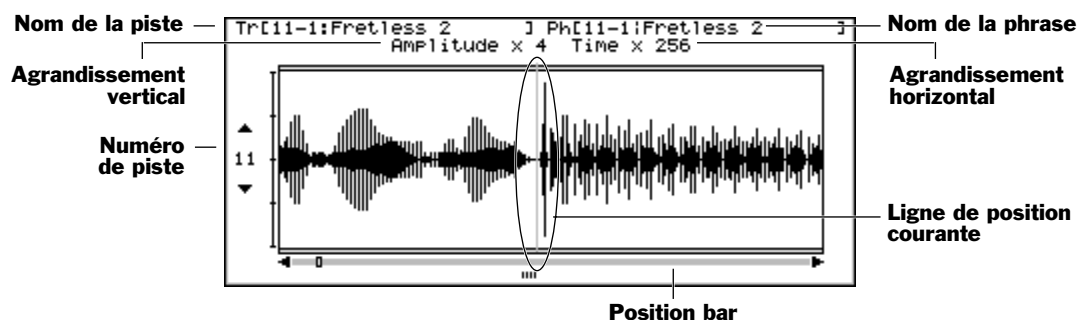 Nom de la piste
Tr[11-1:Fretless 2 ] Ph[11-1:Fretless 2 ]
Nom de la phrase
Amplitude x 4 Time x 256
Agrandissement
vertical
Agrandissement
horizontal
Numéro
de piste
11
Ligne de position
courante
Position bar